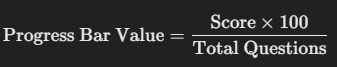 Progress Bar Value = Score × 100
Total Questions